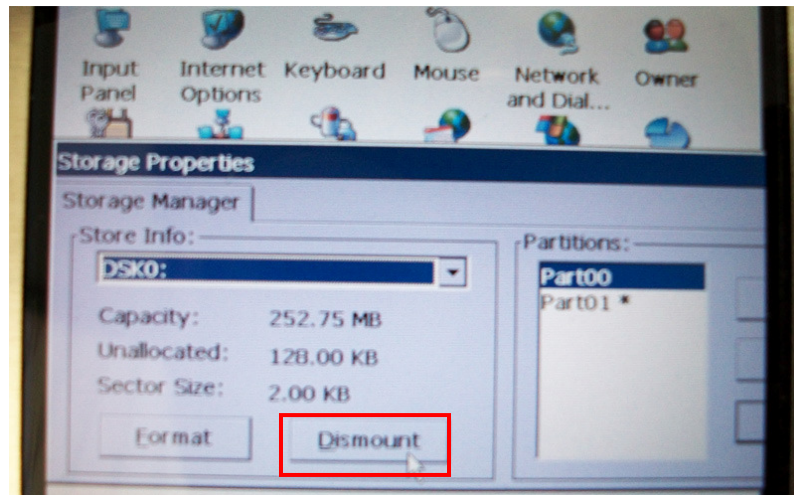 Input Panel
Internet Options
Keyboard
Mouse
Network and Dial...
Owner
Storage Properties
Storage Manager
Store Info:
DSK0:
Capacity: 252.75 MB
Unallocated: 128.00 KB
Sector Size: 2.00 KB
Format
Dismount
Partitions:
Part00
Part01 *